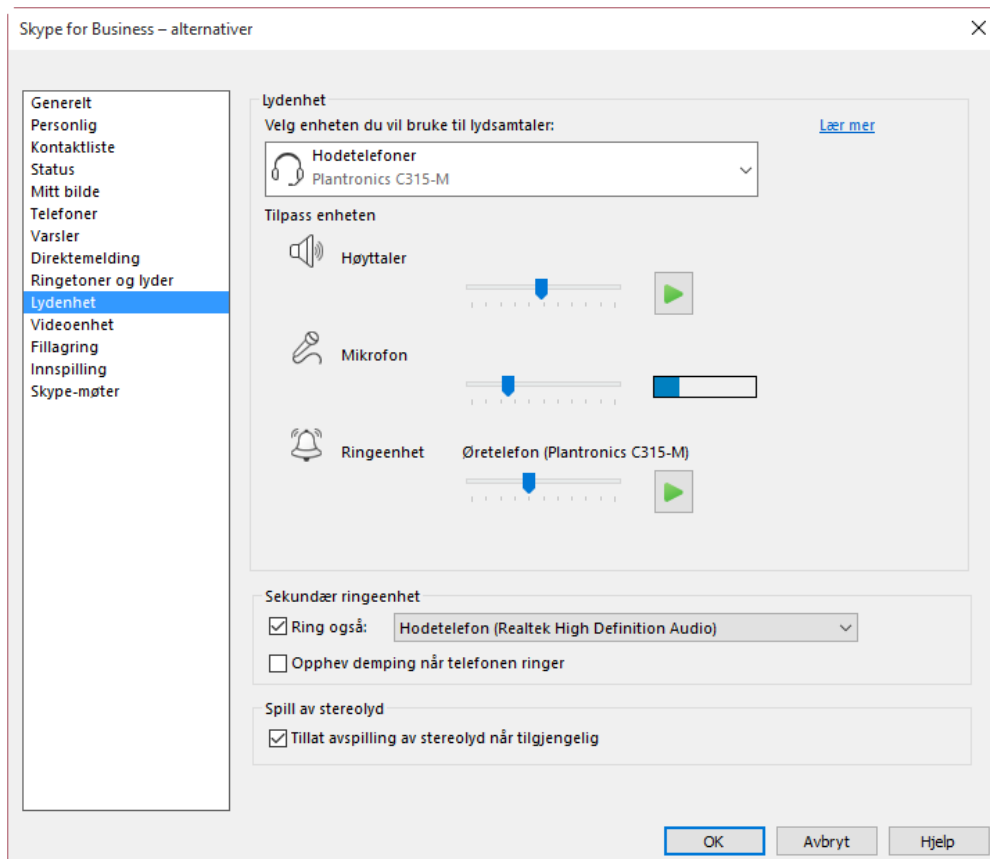 Skype for Business – alternativer
Generelt
Personlig
Kontaktliste
Status
Mitt bilde
Telefoner
Varsler
Direktemelding
Ringetoner og lyder
Lydenhet
Videoenhet
Fillagring
Innspilling
Skype-møter
Lydenhet
Velg enheten du vil bruke til lydsamtaler: Lær mer
Hodetelefoner
Plantronics C315-M
Tilpass enheten
Høyttaler
Mikrofon
Ringeenhet Øretelefon (Plantronics C315-M)
Sekundær ringeenhet
Ring også: Hodetelefon (Realtek High Definition Audio)
Opphev demping når telefonen ringer
Spill av stereolyd
Tillat avspilling av stereolyd når tilgjengelig
OK Avbryt Hjelp